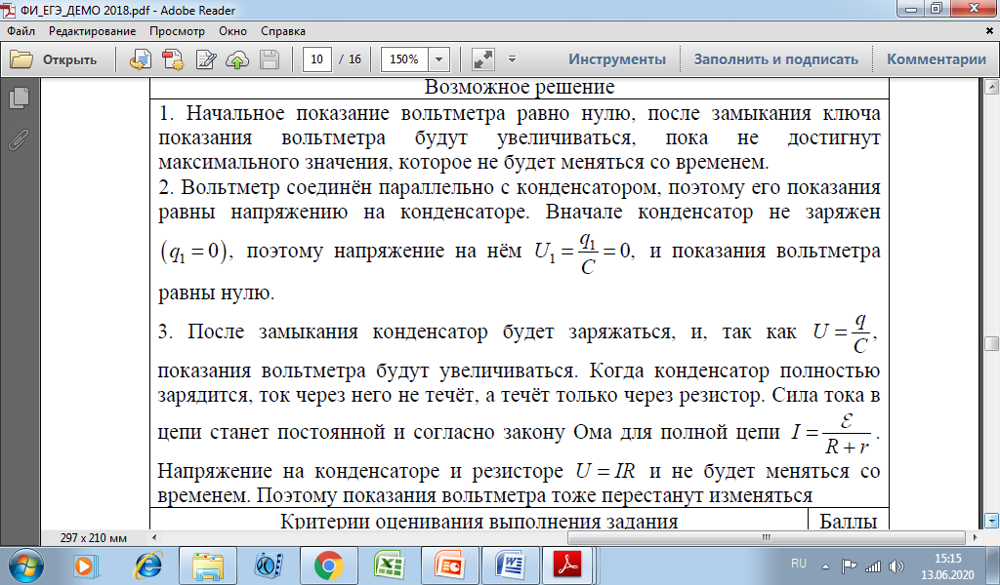 ФИ_ЕГЭ_ДЕМО 2018.pdf - Adobe Reader
Файл Редактирование Просмотр Окно Справка
Открыть 10 / 16 150% Инструменты Заполнить и подписать Комментарии
Возможное решение
1. Начальное показание вольтметра равно нулю, после замыкания ключа
показания вольтметра будут увеличиваться, пока не достигнут
максимального значения, которое не будет меняться со временем.
2. Вольтметр соединён параллельно с конденсатором, поэтому его показания
равны напряжению на конденсаторе. Вначале конденсатор не заряжен
(q₁ = 0), поэтому напряжение на нём U₁ = q₁/C = 0, и показания вольтметра
равны нулю.
3. После замыкания конденсатор будет заряжаться, и, так как U = q/C,
показания вольтметра будут увеличиваться. Когда конденсатор полностью
зарядится, ток через него не течёт, а течёт только через резистор. Сила тока в
цепи станет постоянной и согласно закону Ома для полной цепи I = ℰ/(R + r).
Напряжение на конденсаторе и резисторе U = IR и не будет меняться со
временем. Поэтому показания вольтметра тоже перестанут изменяться
Критерии оценивания выполнения задания Баллы
297 x 210 мм
RU 15:15
13.06.2020